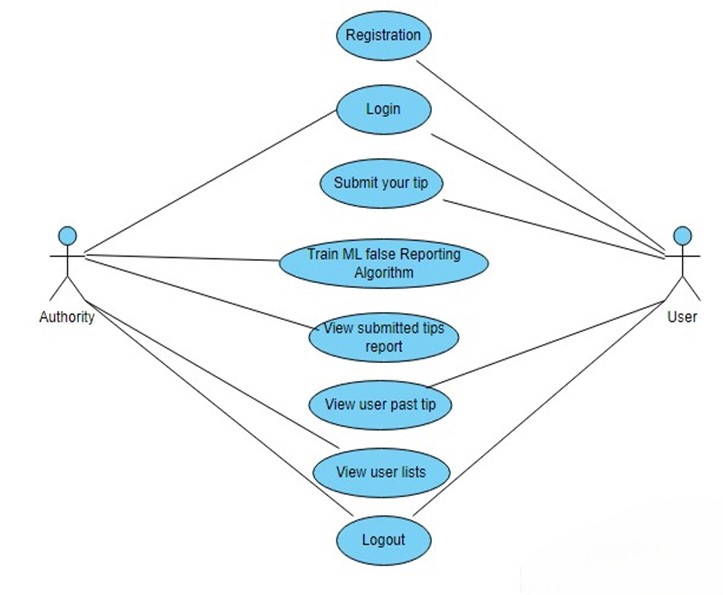 Registration
Login
Submit your tip
Train ML false Reporting
Algorithm
Authority
User
View submitted tips
report
View user past tip
View user lists
Logout